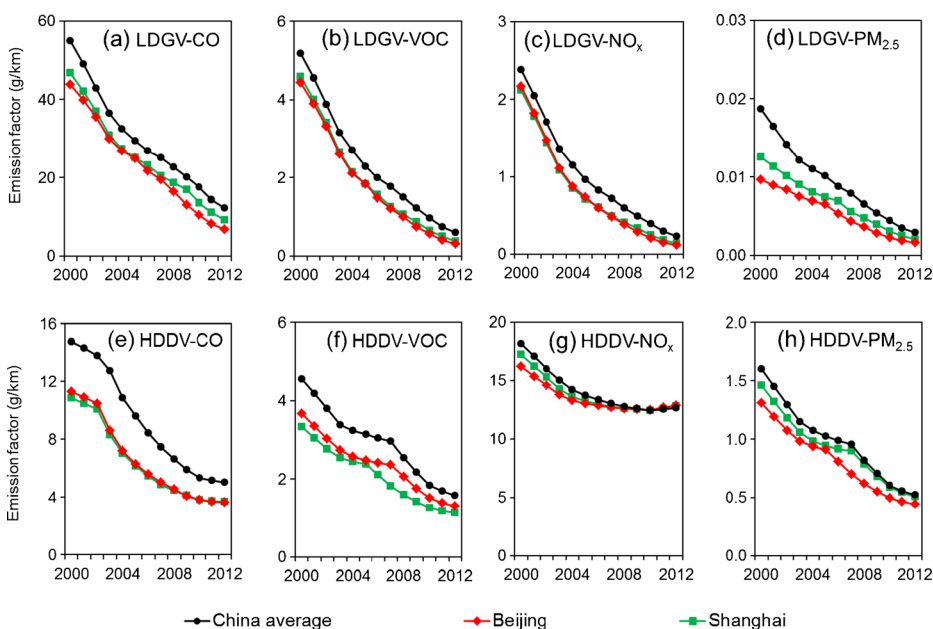 (a) LDGV-CO
(b) LDGV-VOC
(c) LDGV-NOx
(d) LDGV-PM2.5
Emission factor (g/km)
60
40
20
0
6
4
2
0
3
2
1
0
0.03
0.02
0.01
0.00
2000 2004 2008 2012
2000 2004 2008 2012
2000 2004 2008 2012
2000 2004 2008 2012
(e) HDDV-CO
(f) HDDV-VOC
(g) HDDV-NOx
(h) HDDV-PM2.5
Emission factor (g/km)
16
12
8
4
0
6
4
2
0
20
15
10
5
0
2.0
1.5
1.0
0.5
0.0
2000 2004 2008 2012
2000 2004 2008 2012
2000 2004 2008 2012
2000 2004 2008 2012
China average
Beijing
Shanghai